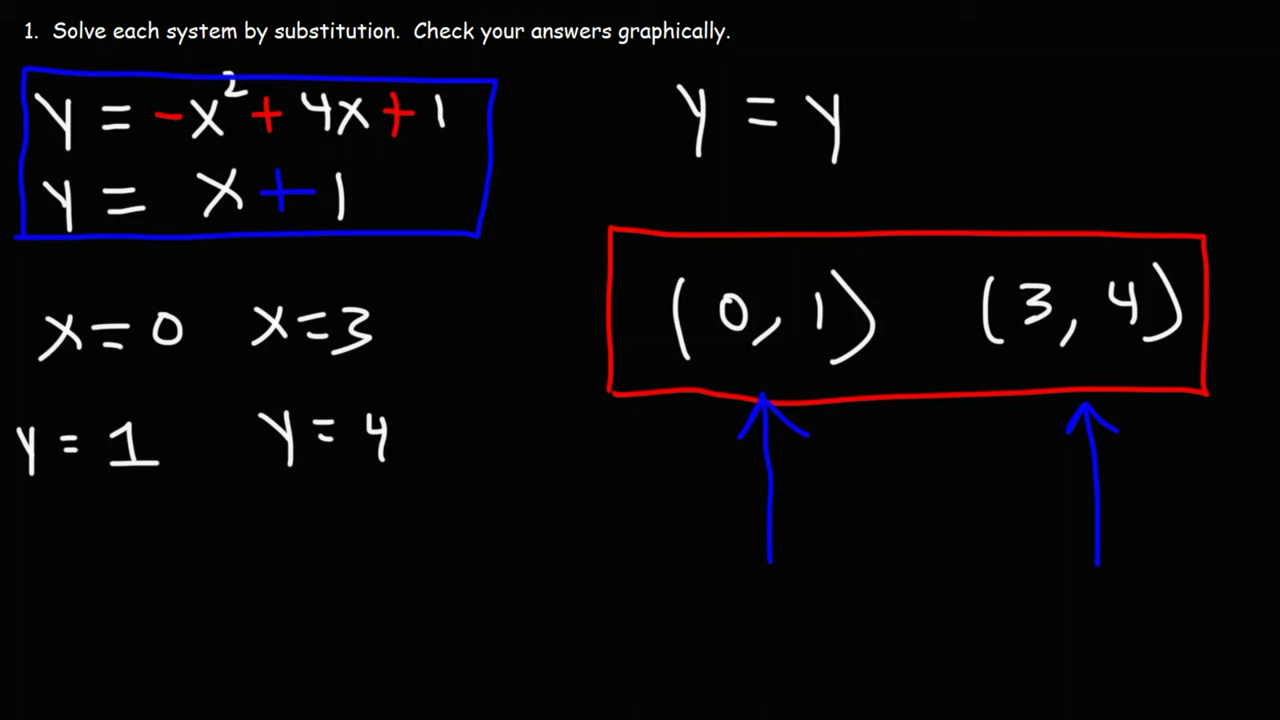 1. Solve each system by substitution. Check your answers graphically.
y = -x² + 4x + 1
y = x + 1
y = y
x = 0 x = 3
y = 1 y = 4
(0, 1) (3, 4)